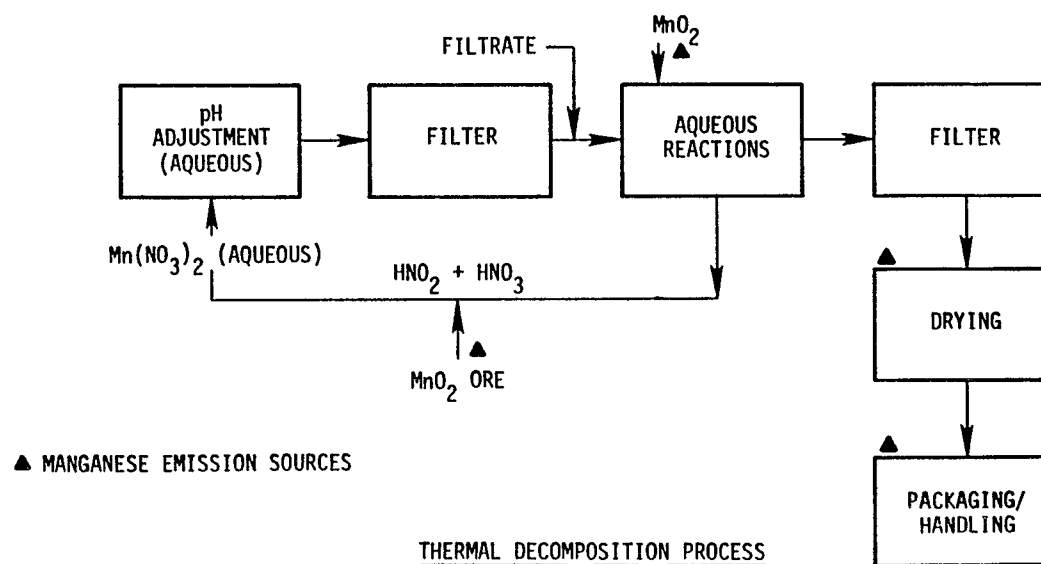 MnO2
FILTRATE
pH
ADJUSTMENT
(AQUEOUS)
FILTER
AQUEOUS
REACTIONS
FILTER
Mn(NO3)2 (AQUEOUS)
HNO2 + HNO3
MnO2 ORE
DRYING
▲ MANGANESE EMISSION SOURCES
PACKAGING/
HANDLING
THERMAL DECOMPOSITION PROCESS